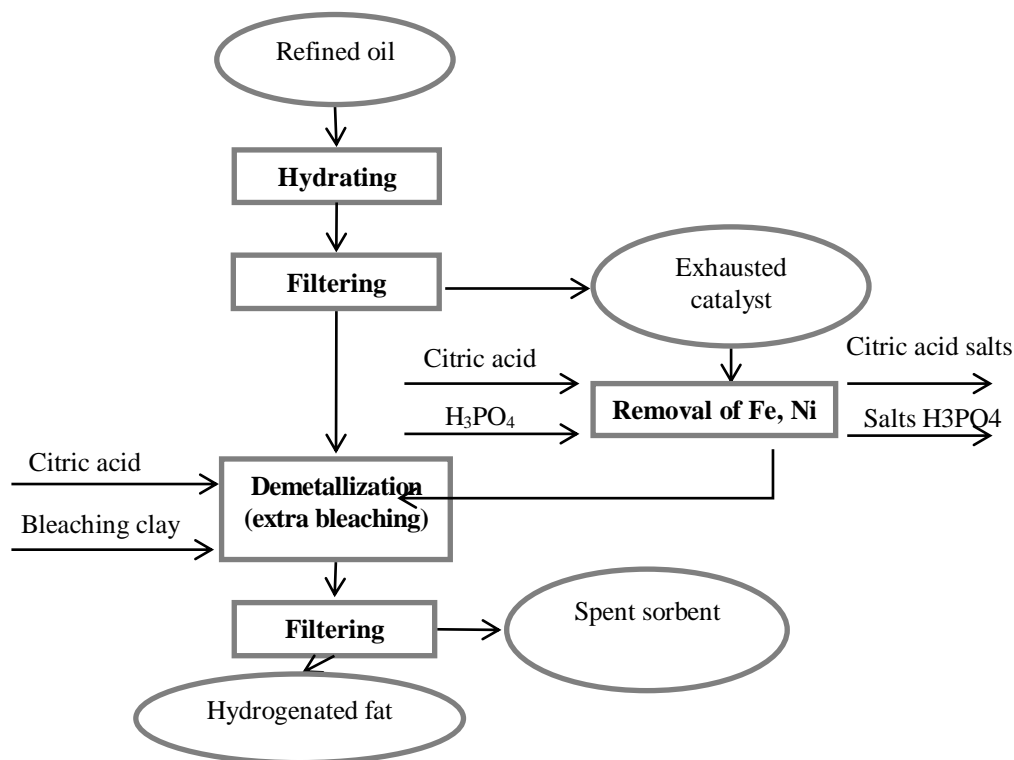 Refined oil
Hydrating
Filtering
Exhausted
catalyst
Citric acid
H₃PO₄
Removal of Fe, Ni
Citric acid salts
Salts H3PO4
Citric acid
Bleaching clay
Demetallization
(extra bleaching)
Filtering
Spent sorbent
Hydrogenated fat